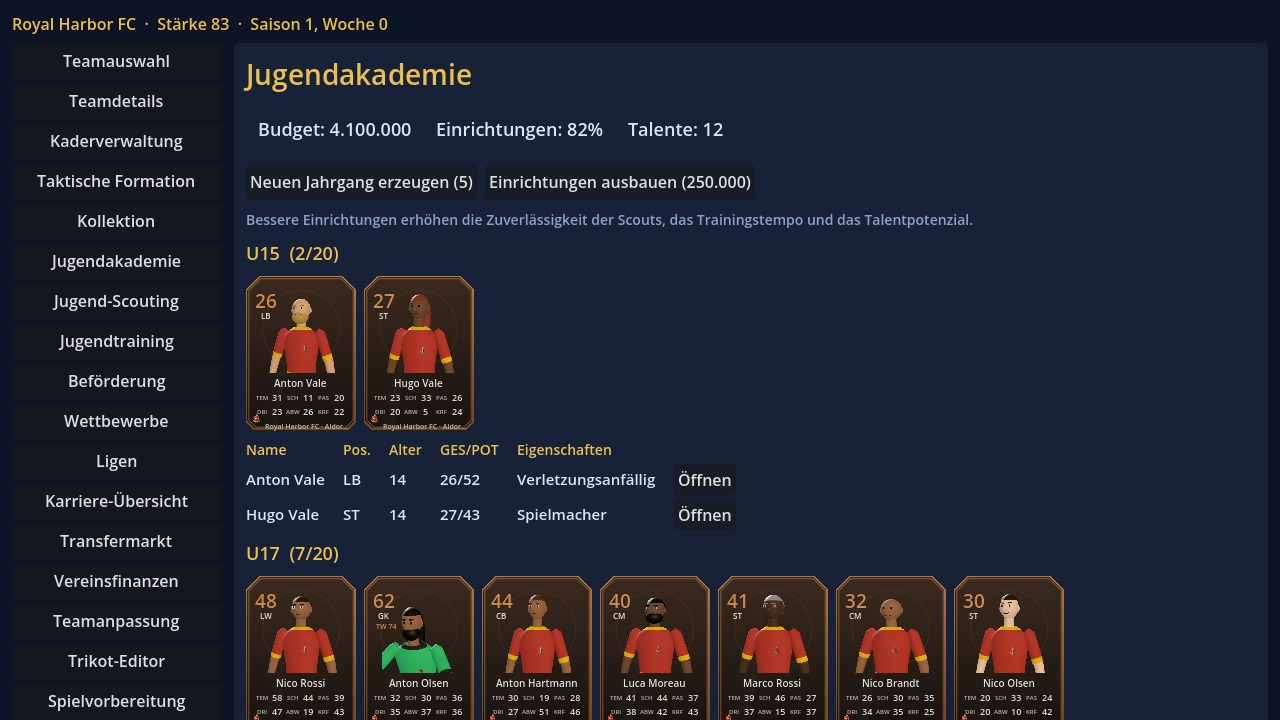 Royal Harbor FC · Stärke 83 · Saison 1, Woche 0
Teamauswahl
Teamdetails
Kaderverwaltung
Taktische Formation
Kollektion
Jugendakademie
Jugend-Scouting
Jugendtraining
Beförderung
Wettbewerbe
Ligen
Karriere-Übersicht
Transfermarkt
Vereinsfinanzen
Teamanpassung
Trikot-Editor
Spielvorbereitung
Jugendakademie
Budget: 4.100.000 Einrichtungen: 82% Talente: 12
Neuen Jahrgang erzeugen (5) Einrichtungen ausbauen (250.000)
Bessere Einrichtungen erhöhen die Zuverlässigkeit der Scouts, das Trainingstempo und das Talentpotenzial.
U15 (2/20)
26
LB
Anton Vale
TEM 31 SCH 11 PAS 20
DRI 23 ABW 26 KRF 22
Royal Harbor FC · Aldor...
27
ST
Hugo Vale
TEM 23 SCH 33 PAS 26
DRI 20 ABW 5 KRF 24
Royal Harbor FC · Aldor...
Name Pos. Alter GES/POT Eigenschaften
Anton Vale LB 14 26/52 Verletzungsanfällig Öffnen
Hugo Vale ST 14 27/43 Spielmacher Öffnen
U17 (7/20)
48
LW
Nico Rossi
TEM 58 SCH 44 PAS 39
DRI 47 ABW 19 KRF 43
62
GK
TW 74
Anton Olsen
TEM 32 SCH 30 PAS 36
DRI 35 ABW 37 KRF 36
44
CB
Anton Hartmann
TEM 30 SCH 19 PAS 28
DRI 27 ABW 51 KRF 46
40
CM
Luca Moreau
TEM 41 SCH 44 PAS 37
DRI 38 ABW 42 KRF 43
41
ST
Marco Rossi
TEM 39 SCH 46 PAS 27
DRI 37 ABW 15 KRF 37
32
CM
Nico Brandt
TEM 26 SCH 30 PAS 35
DRI 34 ABW 35 KRF 35
30
ST
Nico Olsen
TEM 20 SCH 33 PAS 24
DRI 20 ABW 10 KRF 42